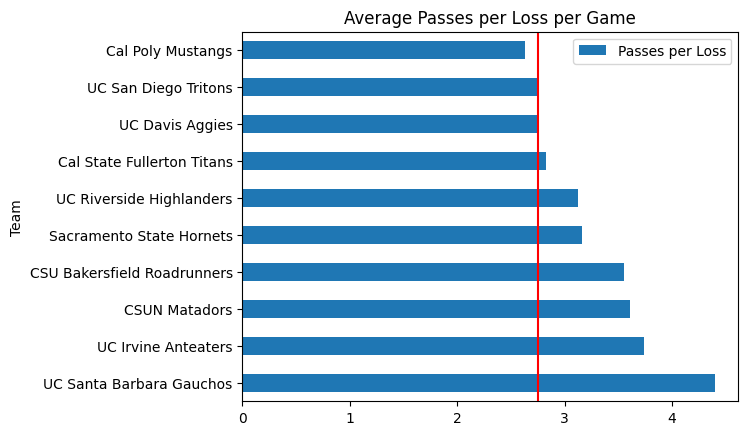 Average Passes per Loss per Game
Passes per Loss
Team
Cal Poly Mustangs
UC San Diego Tritons
UC Davis Aggies
Cal State Fullerton Titans
UC Riverside Highlanders
Sacramento State Hornets
CSU Bakersfield Roadrunners
CSUN Matadors
UC Irvine Anteaters
UC Santa Barbara Gauchos
0 1 2 3 4